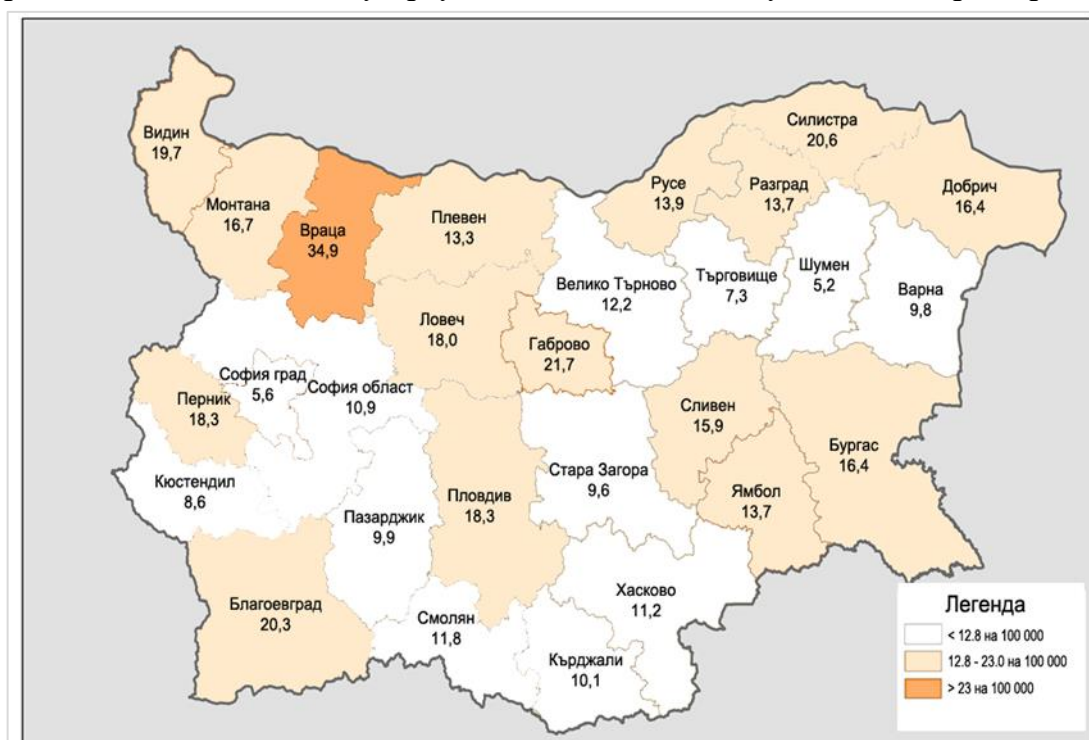 Видин
19,7
Монтана
16,7
Враца
34,9
Плевен
13,3
Русе
13,9
Силистра
20,6
Разград
13,7
Добрич
16,4
Велико Търново
12,2
Търговище
7,3
Шумен
5,2
Варна
9,8
Ловеч
18,0
Габрово
21,7
София град
5,6
София област
10,9
Перник
18,3
Сливен
15,9
Бургас
16,4
Кюстендил
8,6
Пазарджик
9,9
Пловдив
18,3
Стара Загора
9,6
Ямбол
13,7
Благоевград
20,3
Смолян
11,8
Хасково
11,2
Кърджали
10,1
Легенда
< 12.8 на 100 000
12.8 - 23.0 на 100 000
> 23 на 100 000